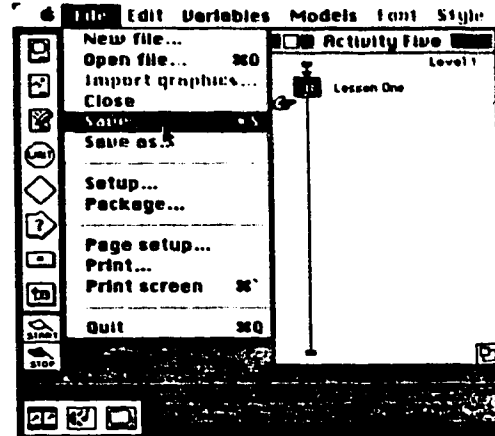 File Edit Variables Models Font Style
New file...
Open file... ⌘O
Import graphics...
Close
Save ⌘S
Save as...
Setup...
Package...
Page setup...
Print...
Print screen ⌘`
Quit ⌘Q
Activity Five
Level 1
Lesson One
WAIT
?
START
STOP